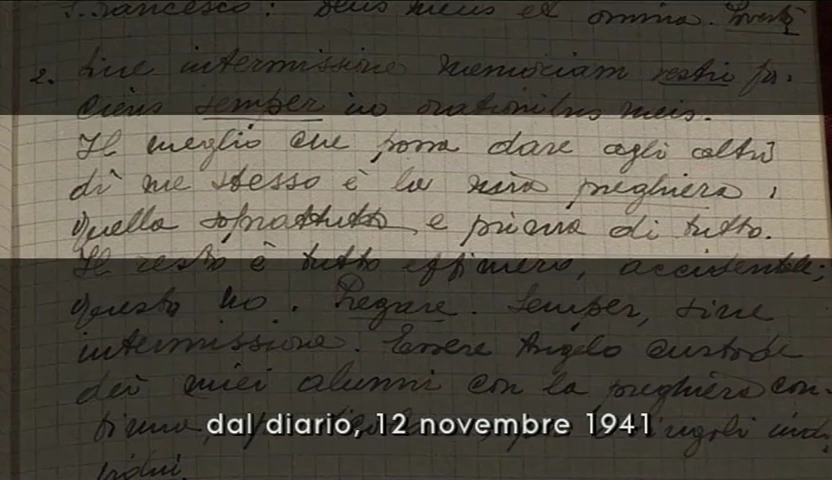 S. Francesco: Deus meus et omnia.
2. Sine intermissione memoriam vestri fa-
ciens semper in orationibus meis.
Il meglio che possa dare agli altri
di me stesso è la mia preghiera,
quella soprattutto e prima di tutto.
Il resto è tutto effimero, accidentale;
questo no. Pregare. Semper, sine
intermissione. Essere Angelo custode
dei miei alunni con la preghiera con-
tinua, singoli indi-
vidui.
dal diario, 12 novembre 1941